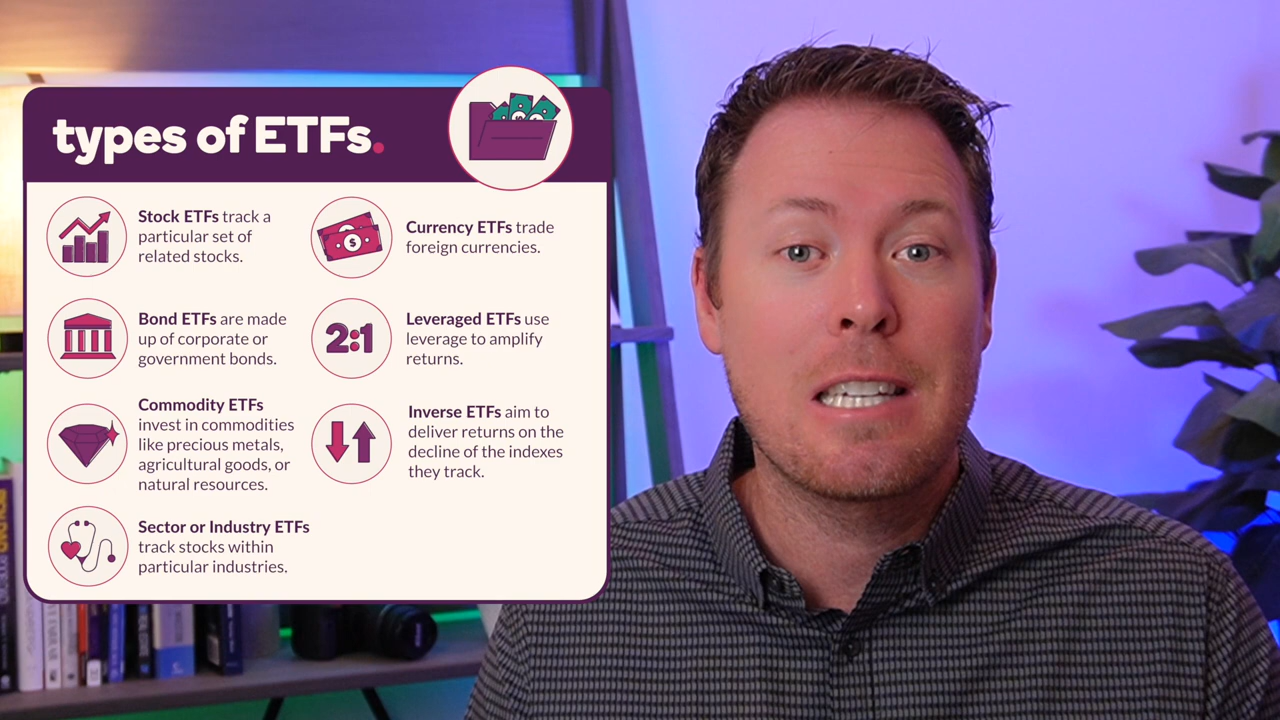 types of ETFs.
Stock ETFs track a
particular set of
related stocks.
Bond ETFs are made
up of corporate or
government bonds.
Commodity ETFs
invest in commodities
like precious metals,
agricultural goods, or
natural resources.
Sector or Industry ETFs
track stocks within
particular industries.
Currency ETFs trade
foreign currencies.
2:1
Leveraged ETFs use
leverage to amplify
returns.
Inverse ETFs aim to
deliver returns on the
decline of the indexes
they track.